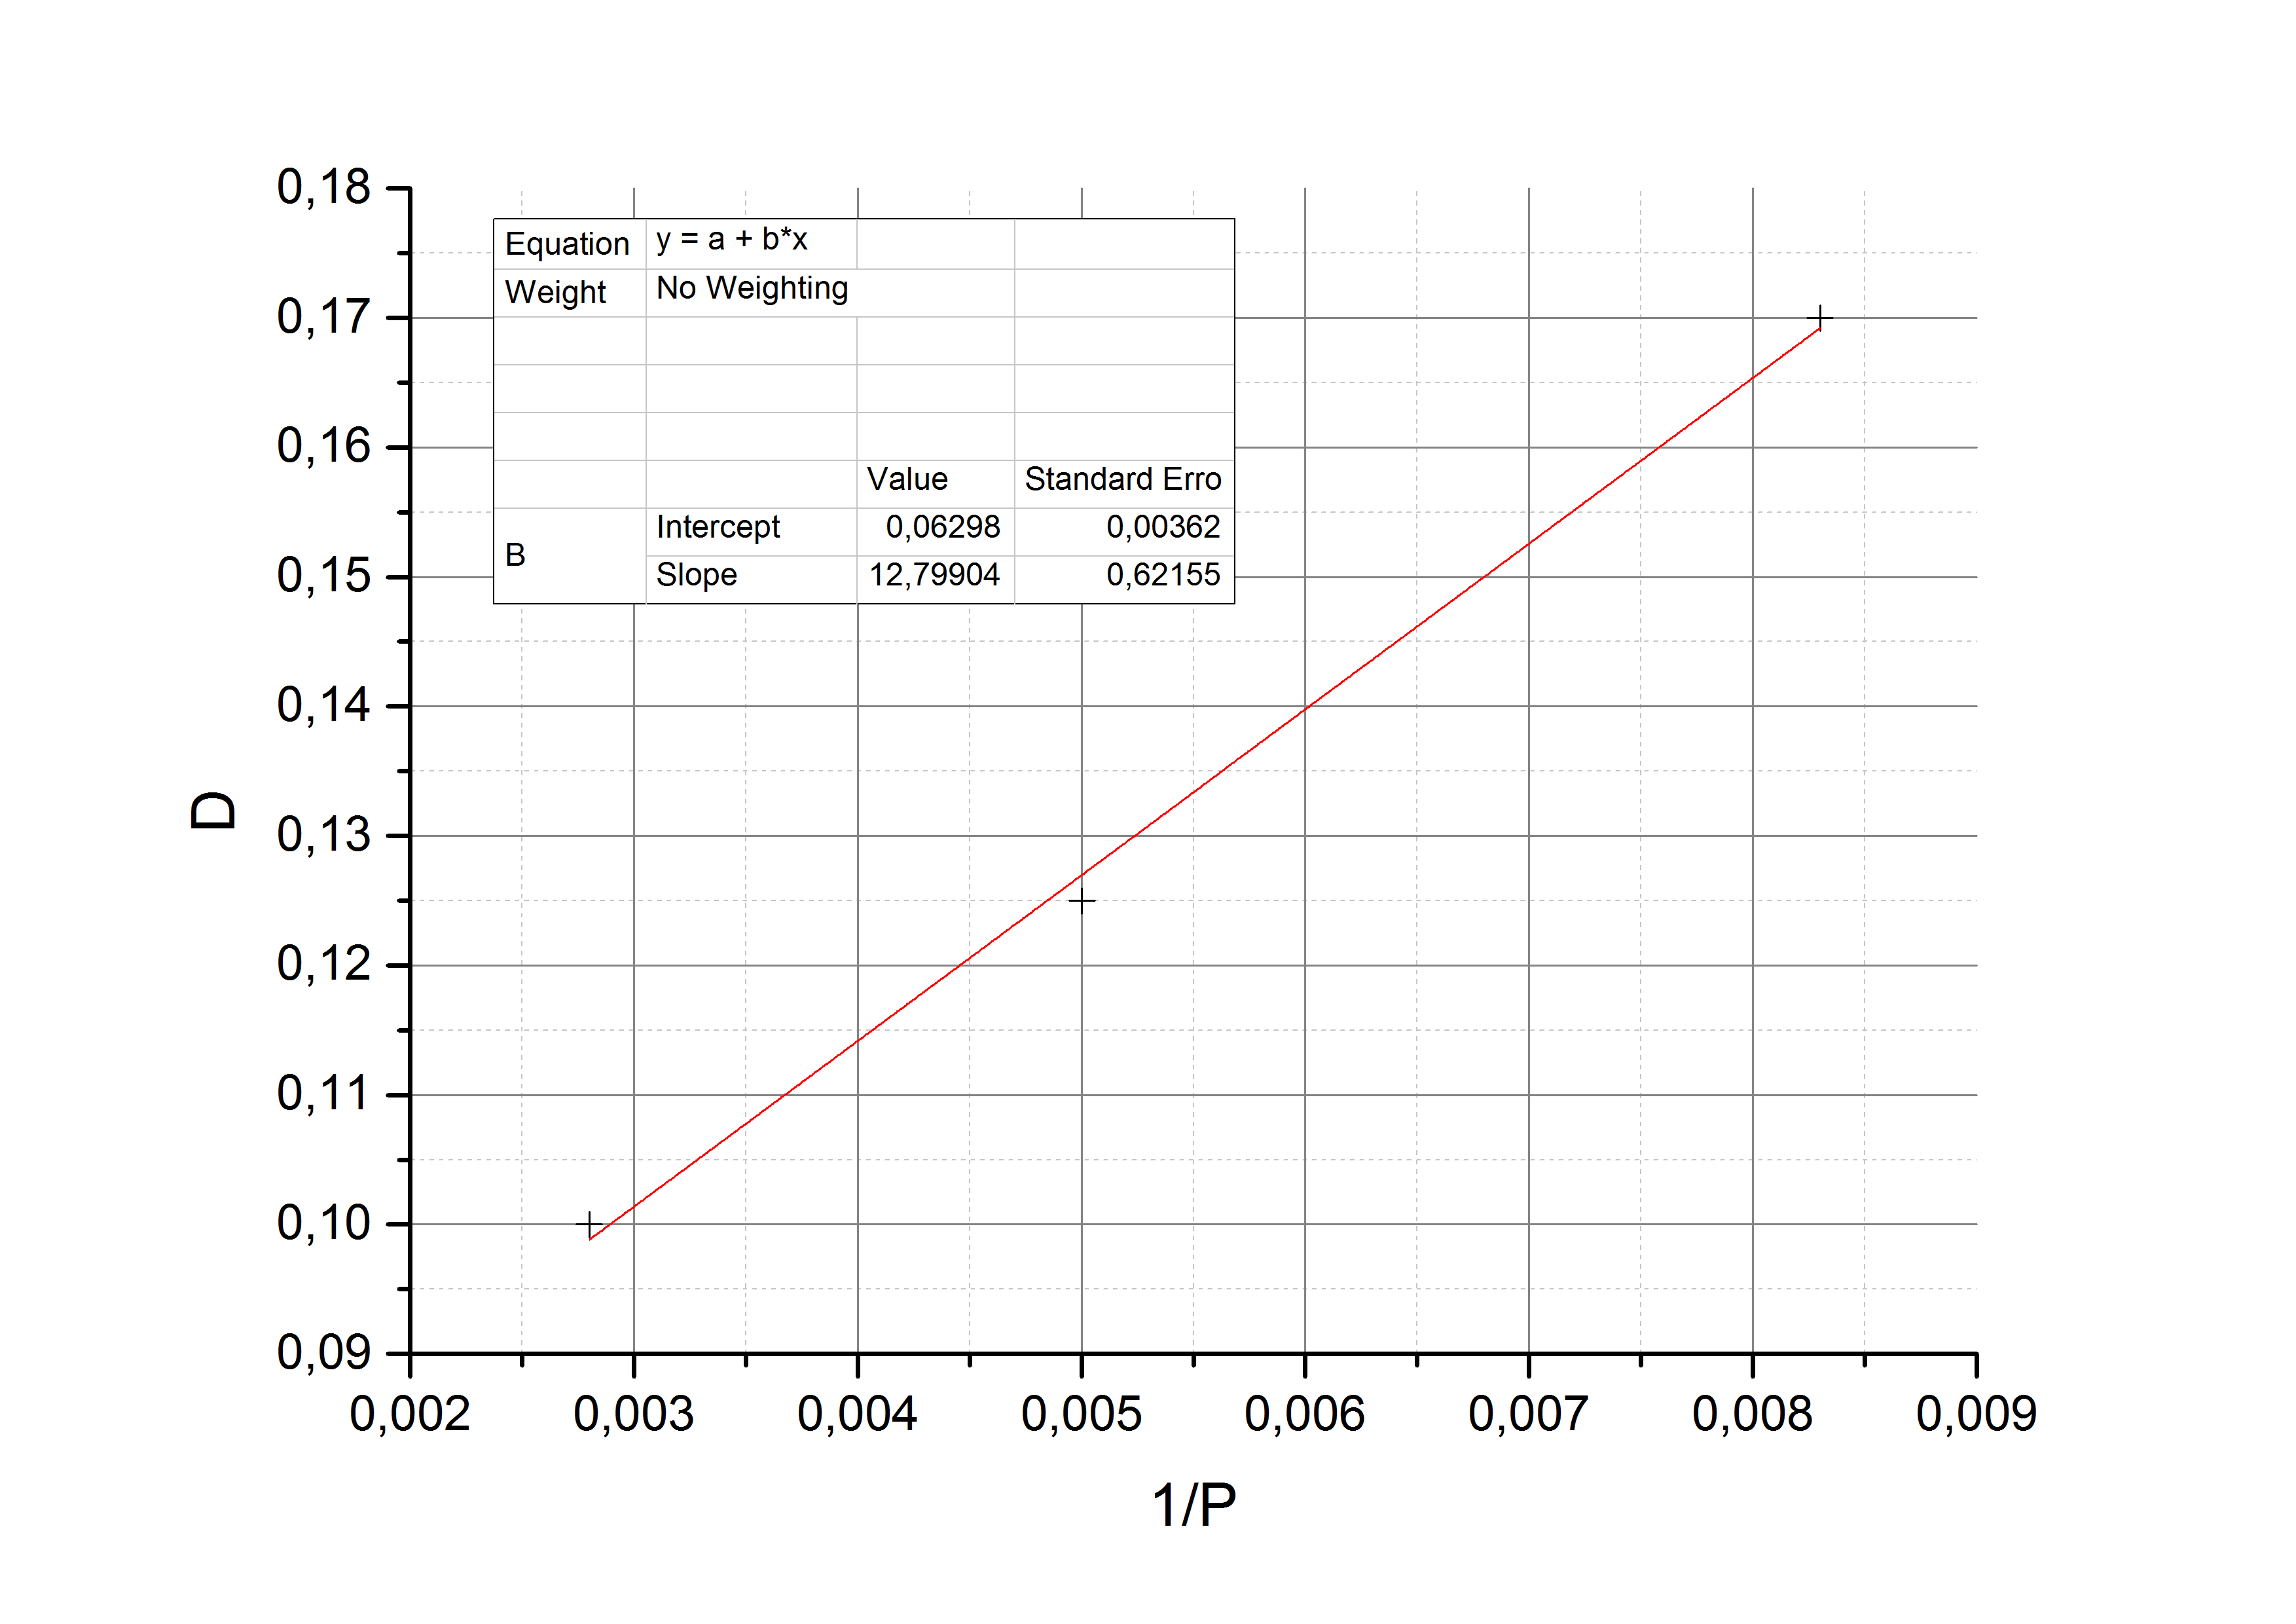 0,18
0,17
0,16
0,15
0,14
0,13
0,12
0,11
0,10
0,09
D
Equation y = a + b*x
Weight No Weighting
Value Standard Erro
B
Intercept 0,06298 0,00362
Slope 12,79904 0,62155
0,002 0,003 0,004 0,005 0,006 0,007 0,008 0,009
1/P